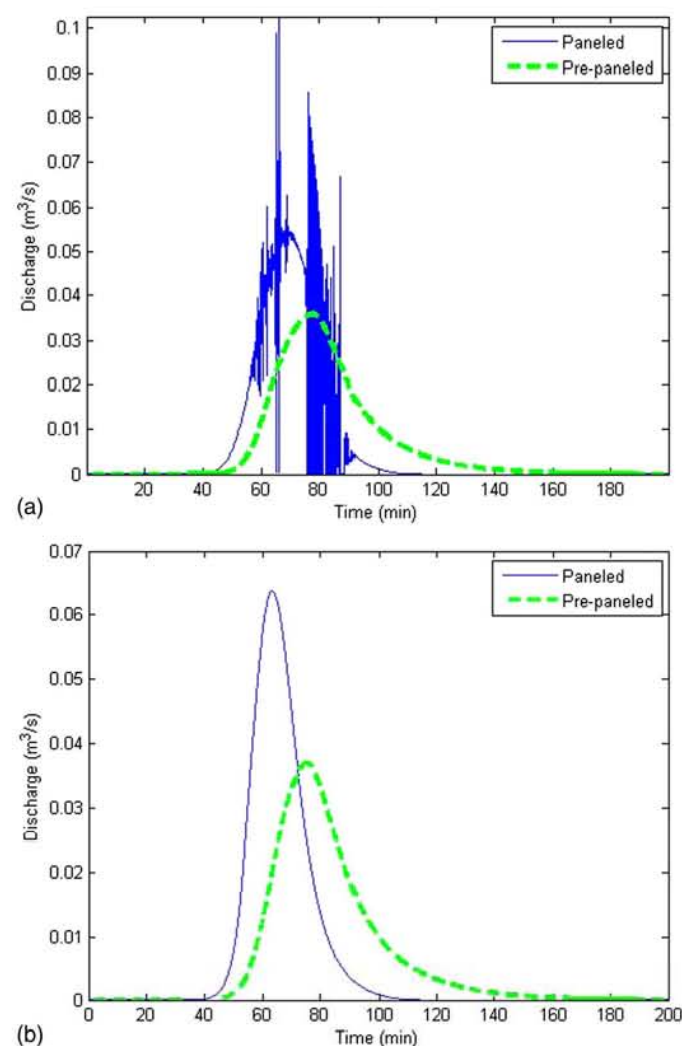 0.1
Paneled
Pre-paneled
0.09
0.08
0.07
0.06
0.05
0.04
0.03
0.02
0.01
0
Discharge (m³/s)
20 40 60 80 100 120 140 160 180
Time (min)
(a)
0.07
Paneled
Pre-paneled
0.06
0.05
0.04
0.03
0.02
0.01
0
Discharge (m³/s)
0 20 40 60 80 100 120 140 160 180 200
Time (min)
(b)